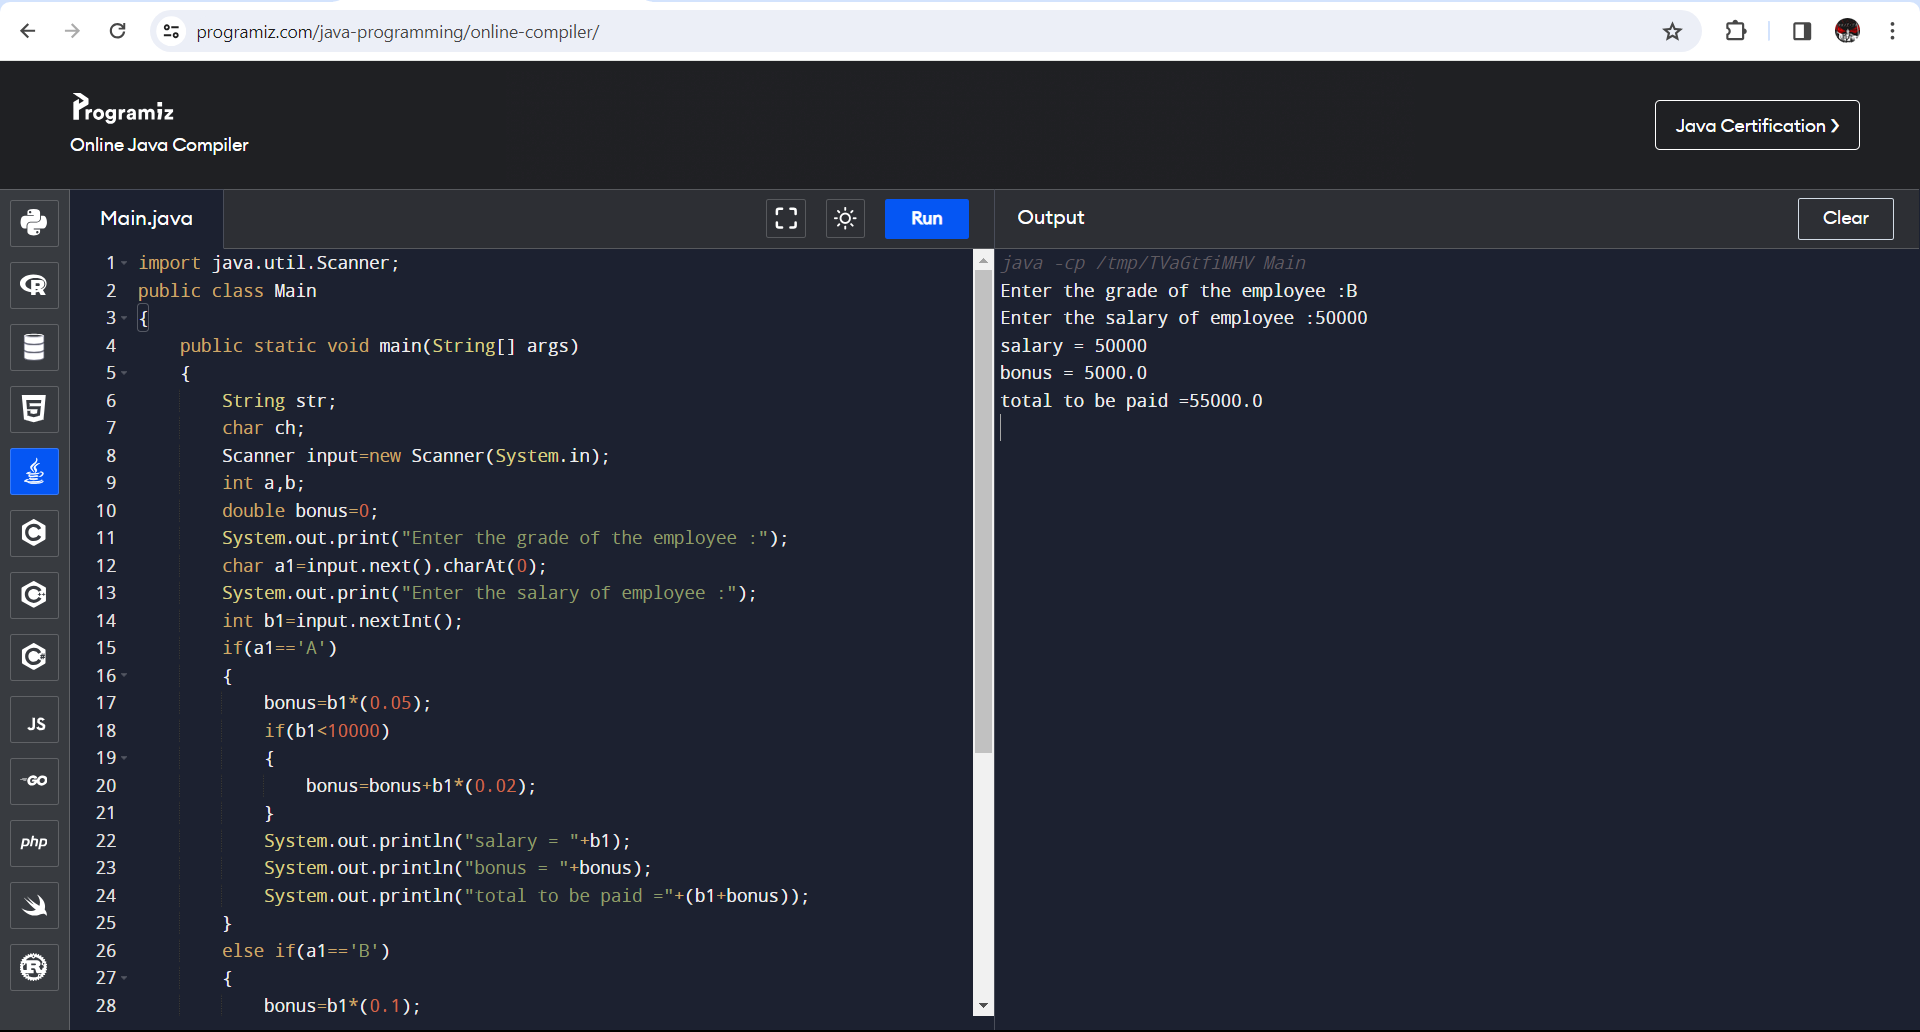 programiz.com/java-programming/online-compiler/
Programiz
Online Java Compiler
Java Certification ❯
Main.java
Run
Output
Clear
1 import java.util.Scanner;
2 public class Main
3 {
4     public static void main(String[] args)
5     {
6         String str;
7         char ch;
8         Scanner input=new Scanner(System.in);
9         int a,b;
10         double bonus=0;
11         System.out.print("Enter the grade of the employee :");
12         char a1=input.next().charAt(0);
13         System.out.print("Enter the salary of employee :");
14         int b1=input.nextInt();
15         if(a1=='A')
16         {
17             bonus=b1*(0.05);
18             if(b1<10000)
19             {
20                 bonus=bonus+b1*(0.02);
21             }
22             System.out.println("salary = "+b1);
23             System.out.println("bonus = "+bonus);
24             System.out.println("total to be paid ="+(b1+bonus));
25         }
26         else if(a1=='B')
27         {
28             bonus=b1*(0.1);
java -cp /tmp/TVaGtfiMHV Main
Enter the grade of the employee :B
Enter the salary of employee :50000
salary = 50000
bonus = 5000.0
total to be paid =55000.0
R
5
C
C
C
JS
GO
php
R